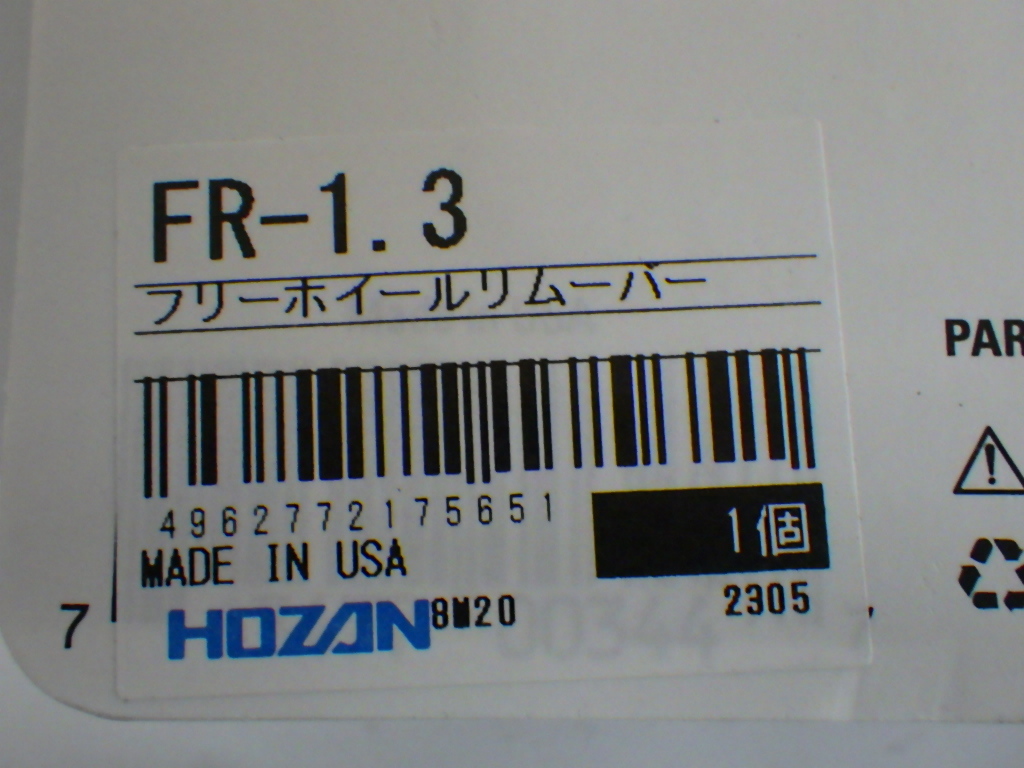 FR-1.3
フリーホイールリムーバー
PAR
4962772175651
1個
MADE IN USA
HOZAN 8M20
2305
7